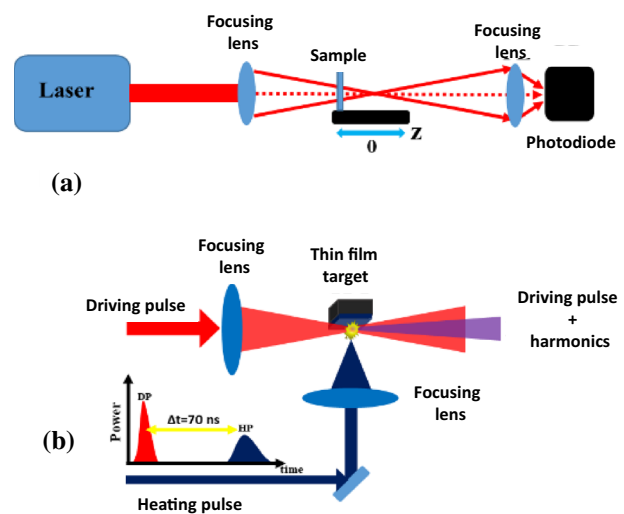 Focusing
lens
Sample
Focusing
lens
Laser
Z
0
Photodiode
(a)
Focusing
lens
Thin film
target
Driving pulse
Driving pulse
+
harmonics
Focusing
lens
DP
Δt=70 ns
HP
Power
time
(b)
Heating pulse